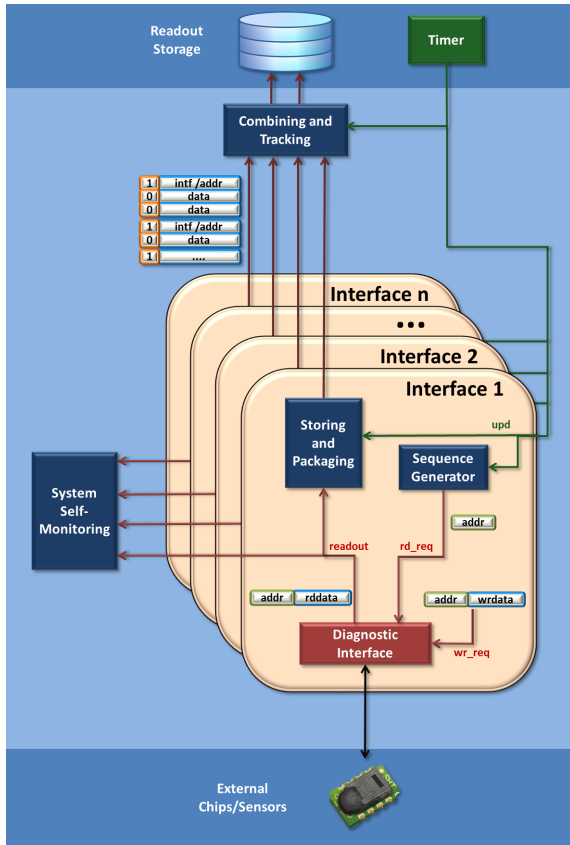 Readout
Storage
Timer
Combining and
Tracking
1 intf /addr
0 data
0 data
1 intf /addr
0 data
1 ....
Interface n
...
Interface 2
Interface 1
Storing
and
Packaging
upd
Sequence
Generator
System
Self-
Monitoring
addr
readout
rd_req
addr rddata
addr wrdata
Diagnostic
Interface
wr_req
External
Chips/Sensors